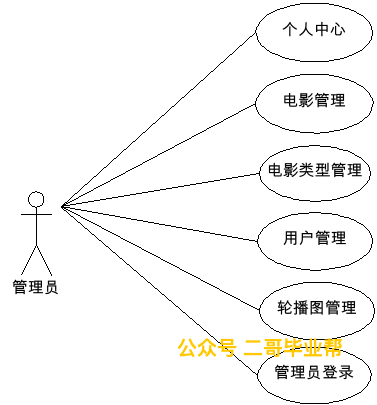 个人中心
电影管理
电影类型管理
用户管理
管理员
轮播图管理
公众号 二哥毕业帮
管理员登录